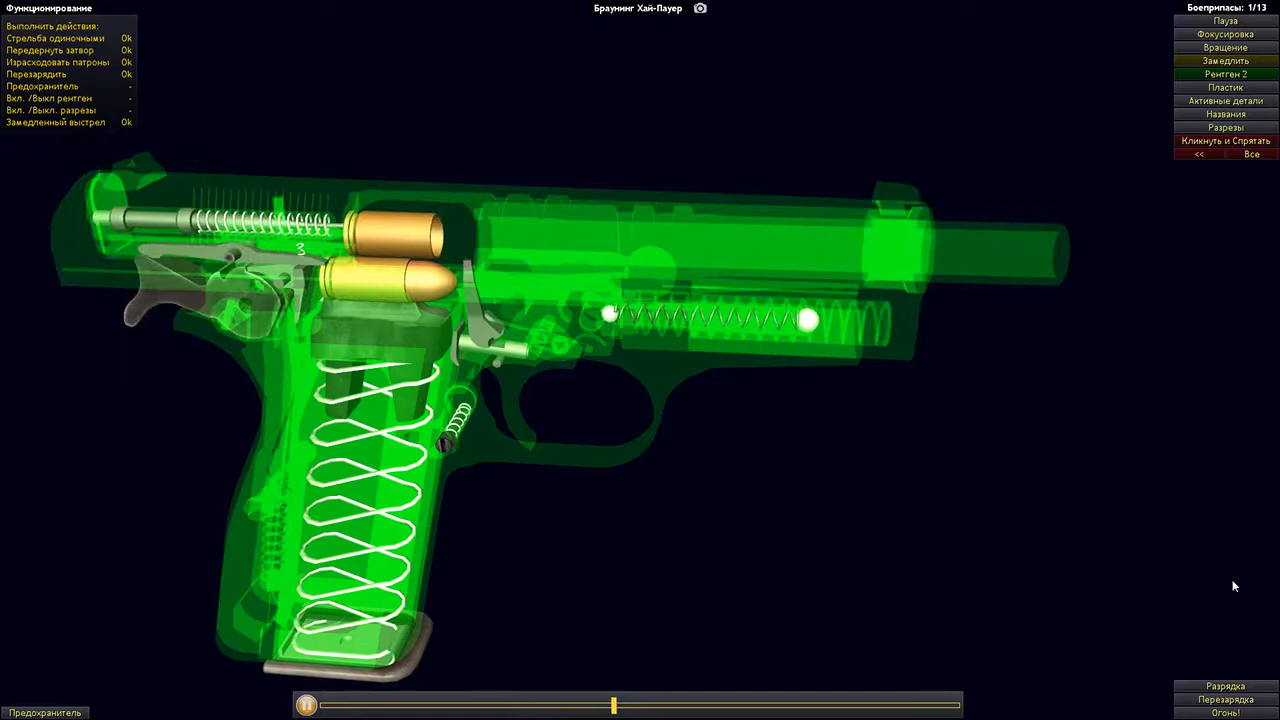 Функционирование
Браунинг Хай-Пауер
Боеприпасы: 1/13
Выполнить действия:
Стрельба одиночными Ok
Передернуть затвор Ok
Израсходовать патроны Ok
Перезарядить Ok
Предохранитель -
Вкл. /Выкл рентген -
Вкл. /Выкл. разрезы -
Замедленный выстрел Ok
Пауза
Фокусировка
Вращение
Замедлить
Рентген 2
Пластик
Активные детали
Названия
Разрезы
Кликнуть и Спрятать
<< Все
3
Разрядка
Перезарядка
Огонь!
Предохранитель